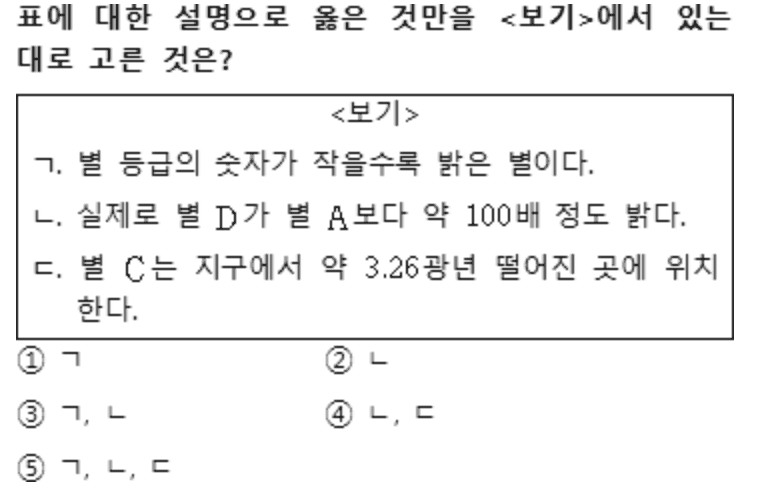 표에 대한 설명으로 옳은 것만을 <보기>에서 있는
대로 고른 것은?
<보기>
ㄱ. 별 등급의 숫자가 작을수록 밝은 별이다.
ㄴ. 실제로 별 D가 별 A보다 약 100배 정도 밝다.
ㄷ. 별 C는 지구에서 약 3.26광년 떨어진 곳에 위치
한다.
① ㄱ ② ㄴ
③ ㄱ, ㄴ ④ ㄴ, ㄷ
⑤ ㄱ, ㄴ, ㄷ